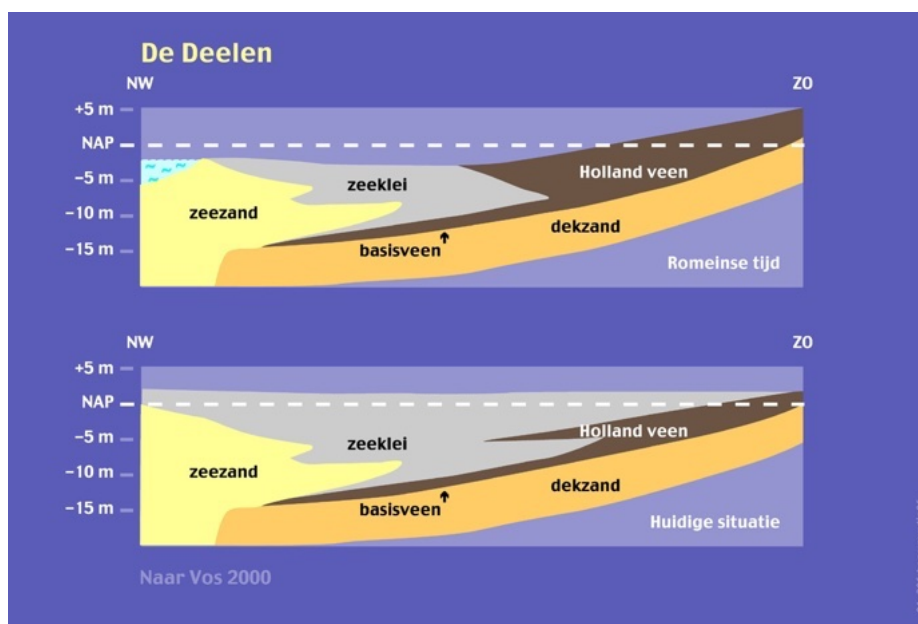 De Deelen
NW
ZO
+5 m
NAP
−5 m
−10 m
−15 m
zeeklei
Holland veen
zeezand
dekzand
basisveen
Romeinse tijd
NW
ZO
+5 m
NAP
−5 m
−10 m
−15 m
Holland veen
zeeklei
zeezand
dekzand
basisveen
Huidige situatie
Naar Vos 2000